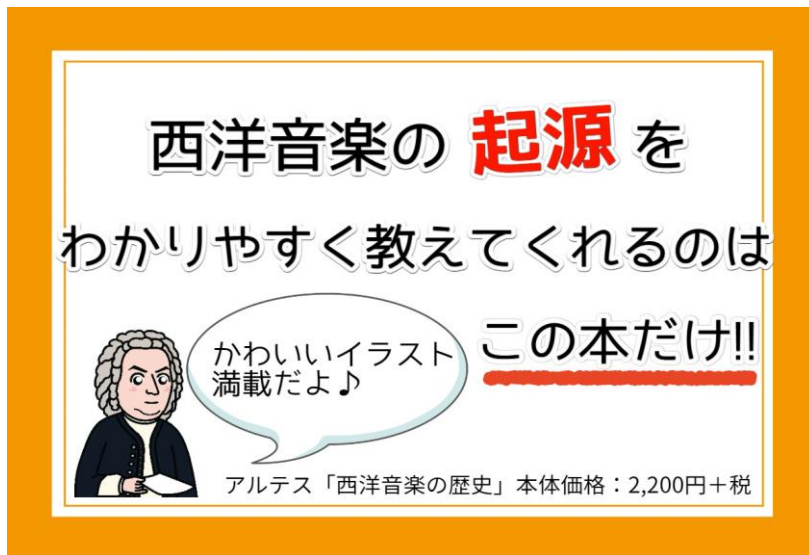 西洋音楽の 起源 を
わかりやすく教えてくれるのは
この本だけ!!
かわいいイラスト
満載だよ♪
アルテス「西洋音楽の歴史」本体価格：2,200円＋税